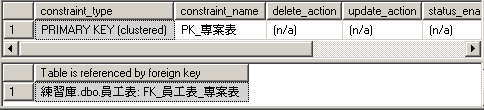 constraint_type constraint_name delete_action update_action status_ena
1 PRIMARY KEY (clustered) PK_專案表 (n/a) (n/a) (n/a)
Table is referenced by foreign key
1 練習庫.dbo.員工表: FK_員工表_專案表